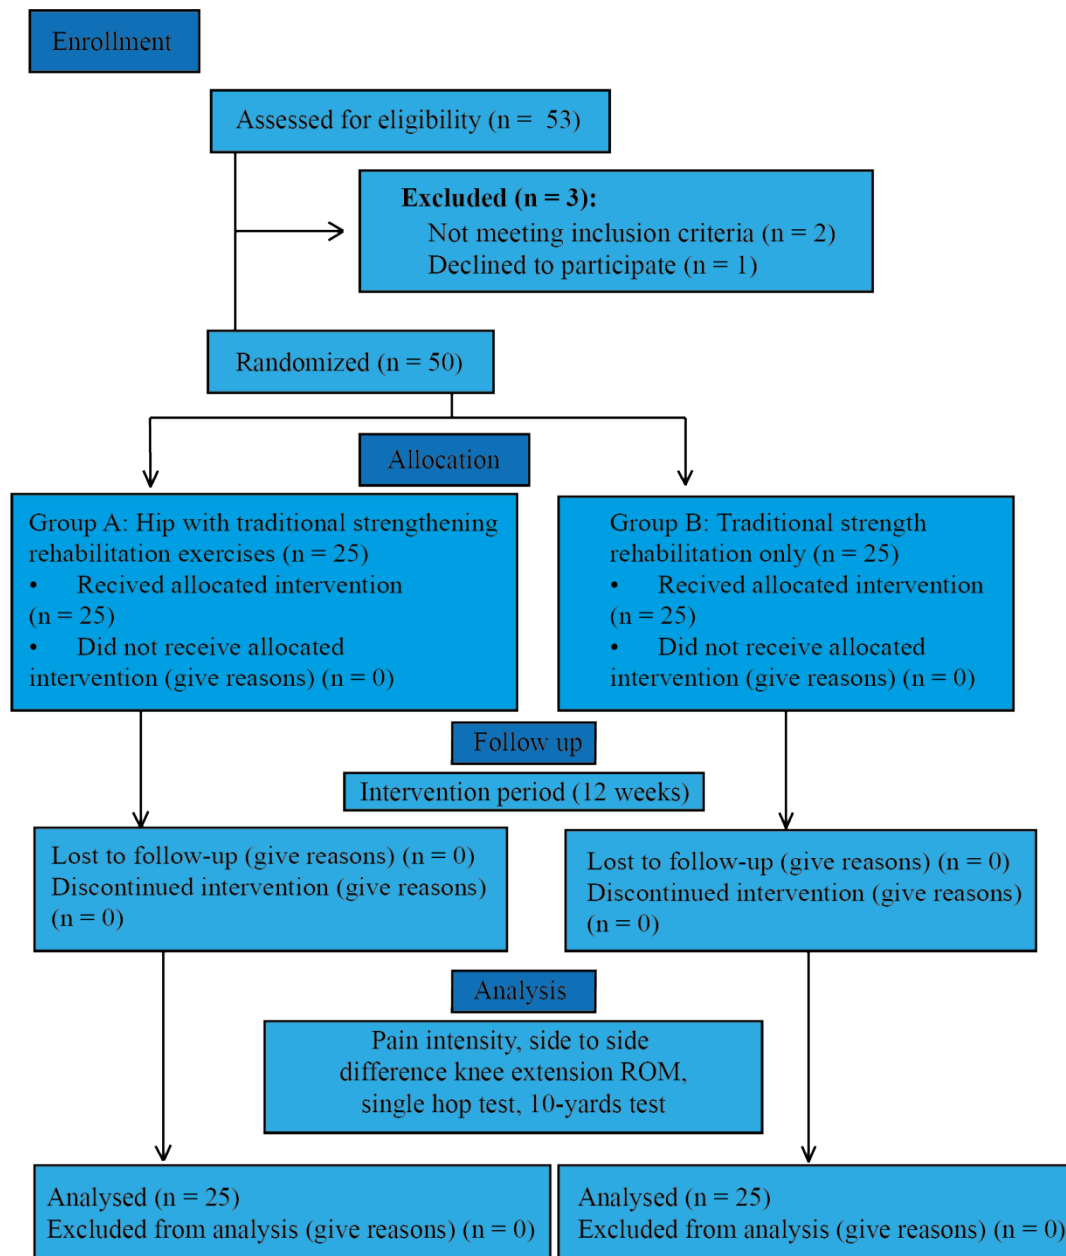 Enrollment
Assessed for eligibility (n = 53)
Excluded (n = 3):
Not meeting inclusion criteria (n = 2)
Declined to participate (n = 1)
Randomized (n = 50)
Allocation
Group A: Hip with traditional strengthening
rehabilitation exercises (n = 25)
• Recived allocated intervention
(n = 25)
• Did not receive allocated
intervention (give reasons) (n = 0)
Group B: Traditional strength
rehabilitation only (n = 25)
• Recived allocated intervention
(n = 25)
• Did not receive allocated
intervention (give reasons) (n = 0)
Follow up
Intervention period (12 weeks)
Lost to follow-up (give reasons) (n = 0)
Discontinued intervention (give reasons)
(n = 0)
Lost to follow-up (give reasons) (n = 0)
Discontinued intervention (give reasons)
(n = 0)
Analysis
Pain intensity, side to side
difference knee extension ROM,
single hop test, 10-yards test
Analysed (n = 25)
Excluded from analysis (give reasons) (n = 0)
Analysed (n = 25)
Excluded from analysis (give reasons) (n = 0)